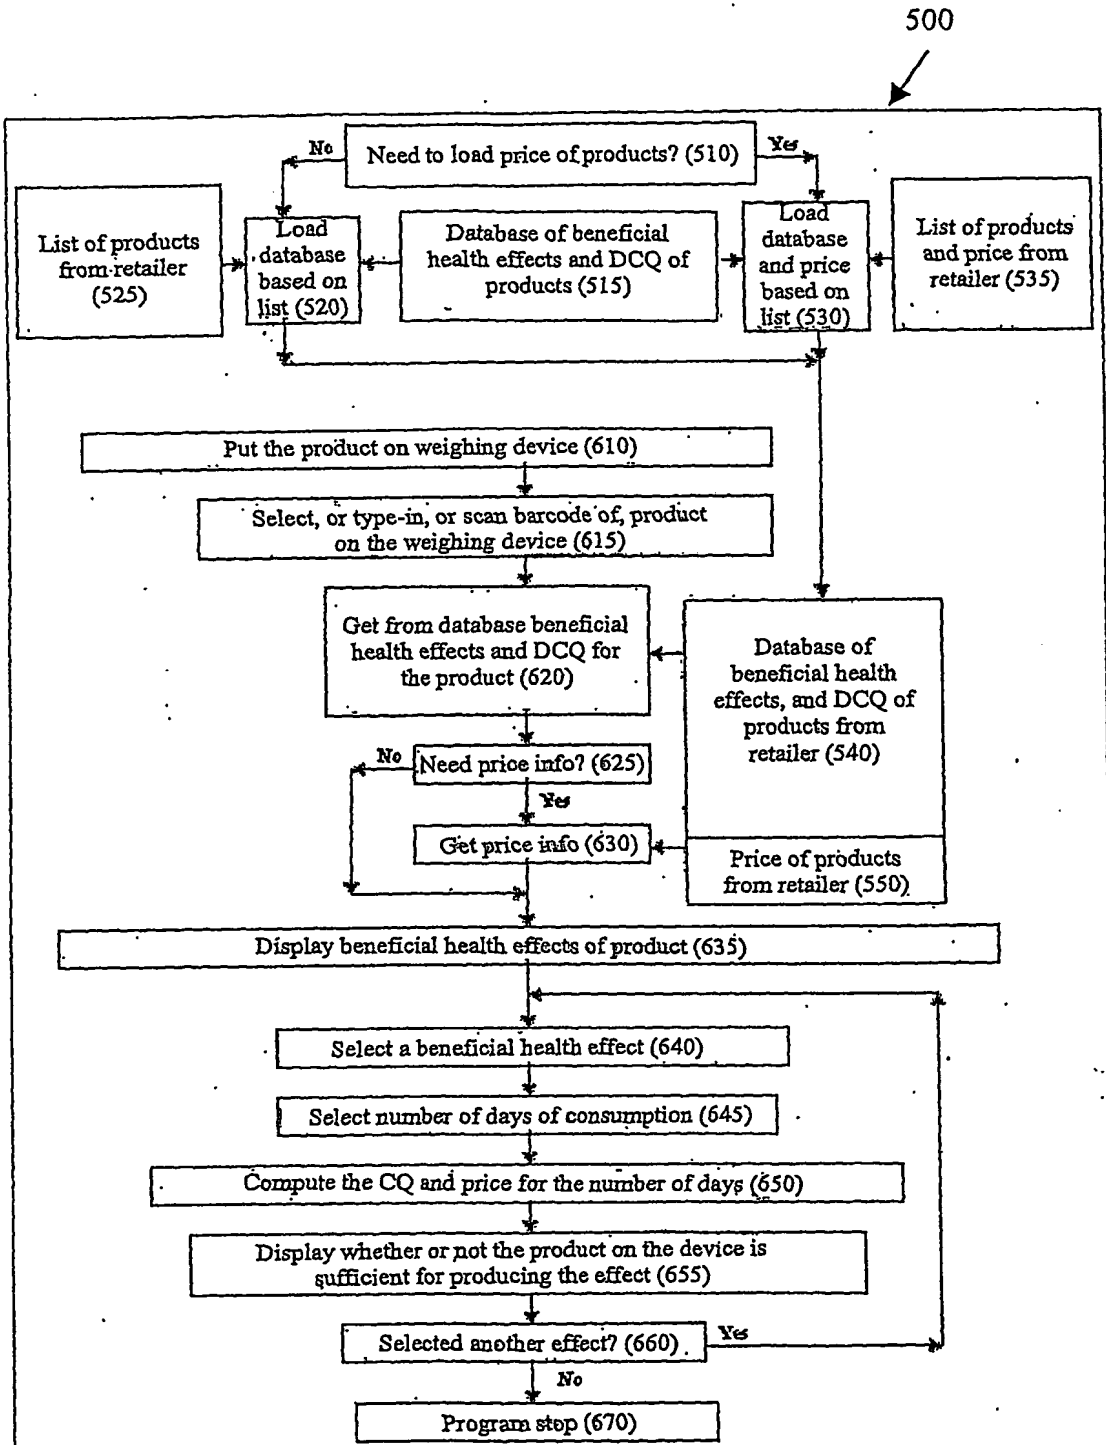 500
No
Need to load price of products? (510)
Yes
List of products
from retailer
(525)
Load
database
based on
list (520)
Database of beneficial
health effects and DCQ of
products (515)
Load
database
and price
based on
list (530)
List of products
and price from
retailer (535)
Put the product on weighing device (610)
Select, or type-in, or scan barcode of, product
on the weighing device (615)
Get from database beneficial
health effects and DCQ for
the product (620)
Database of
beneficial health
effects, and DCQ of
products from
retailer (540)
No
Need price info? (625)
Yes
Get price info (630)
Price of products
from retailer (550)
Display beneficial health effects of product (635)
Select a beneficial health effect (640)
Select number of days of consumption (645)
Compute the CQ and price for the number of days (650)
Display whether or not the product on the device is
sufficient for producing the effect (655)
Selected another effect? (660)
Yes
No
Program stop (670)